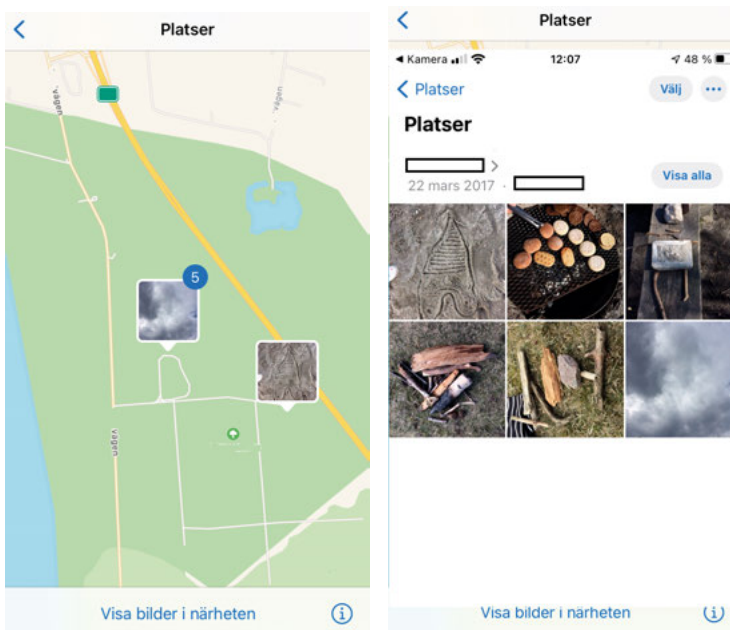 Platser
vägen
vägen
5
vägen
Visa bilder i närheten
Platser
Kamera
12:07
48 %
Platser
Välj
Platser
22 mars 2017 ·
Visa alla
Visa bilder i närheten